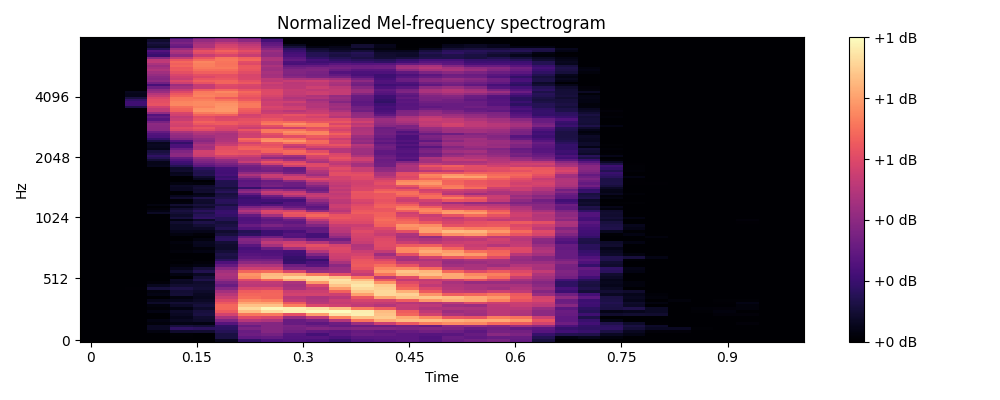 Normalized Mel-frequency spectrogram
Hz
4096
2048
1024
512
0
0 0.15 0.3 0.45 0.6 0.75 0.9
Time
+1 dB
+1 dB
+1 dB
+0 dB
+0 dB
+0 dB